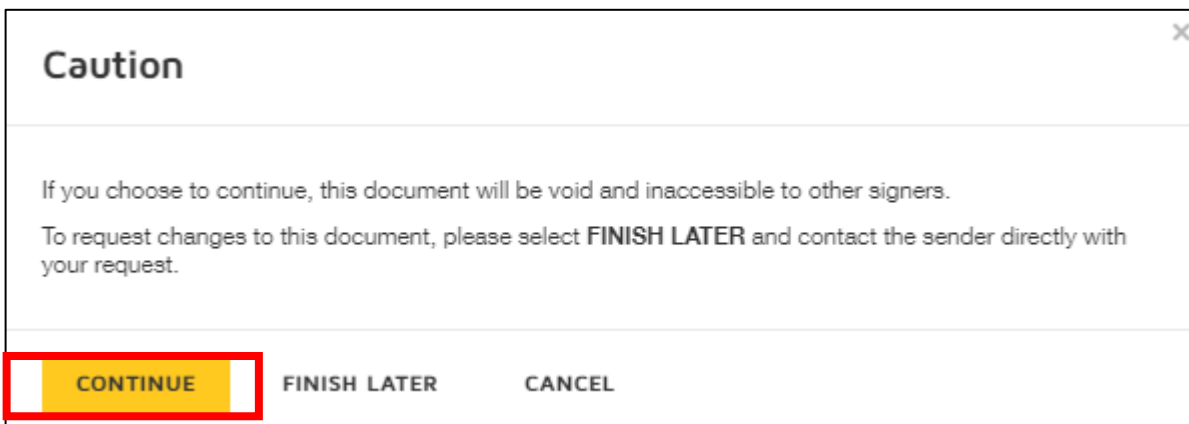 Caution
If you choose to continue, this document will be void and inaccessible to other signers.
To request changes to this document, please select FINISH LATER and contact the sender directly with
your request.
CONTINUE FINISH LATER CANCEL